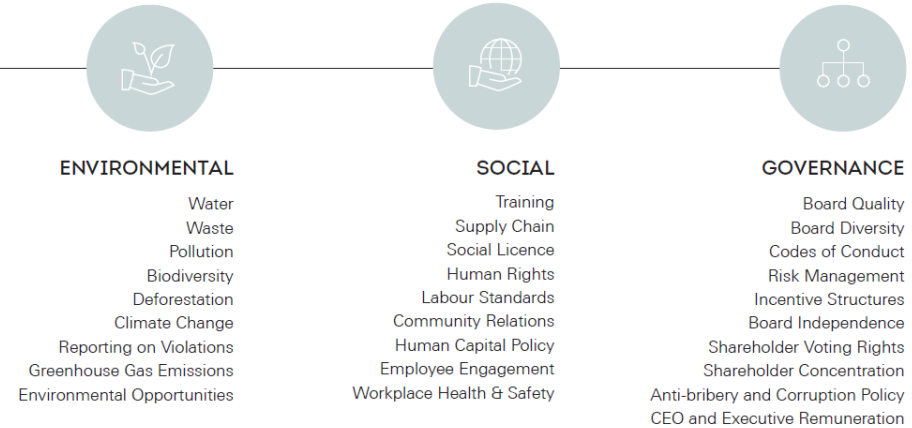 ENVIRONMENTAL
Water
Waste
Pollution
Biodiversity
Deforestation
Climate Change
Reporting on Violations
Greenhouse Gas Emissions
Environmental Opportunities
SOCIAL
Training
Supply Chain
Social Licence
Human Rights
Labour Standards
Community Relations
Human Capital Policy
Employee Engagement
Workplace Health & Safety
GOVERNANCE
Board Quality
Board Diversity
Codes of Conduct
Risk Management
Incentive Structures
Board Independence
Shareholder Voting Rights
Shareholder Concentration
Anti-bribery and Corruption Policy
CEO and Executive Remuneration